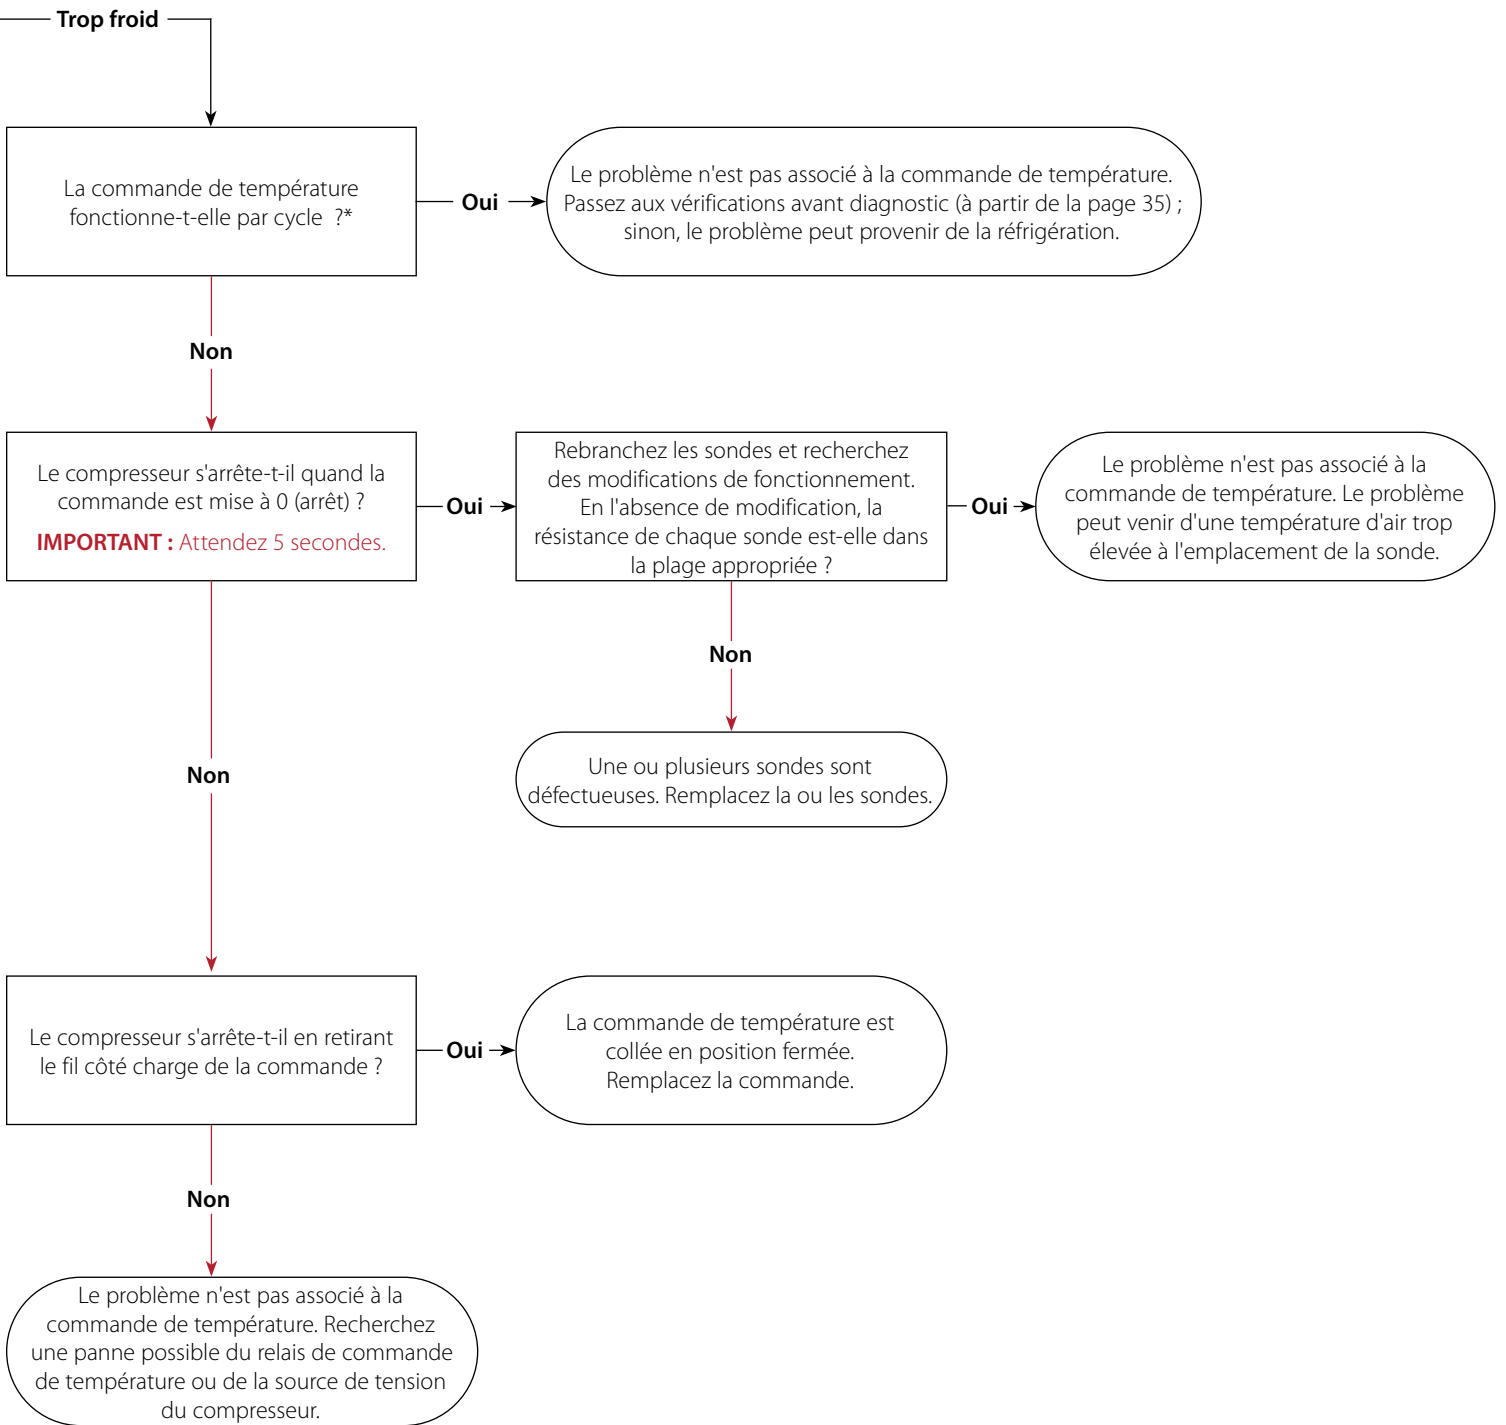 Trop froid
La commande de température
fonctionne-t-elle par cycle ?*
Oui
Le problème n'est pas associé à la commande de température.
Passez aux vérifications avant diagnostic (à partir de la page 35) ;
sinon, le problème peut provenir de la réfrigération.
Non
Le compresseur s'arrête-t-il quand la
commande est mise à 0 (arrêt) ?
IMPORTANT : Attendez 5 secondes.
Oui
Rebranchez les sondes et recherchez
des modifications de fonctionnement.
En l'absence de modification, la
résistance de chaque sonde est-elle dans
la plage appropriée ?
Oui
Le problème n'est pas associé à la
commande de température. Le problème
peut venir d'une température d'air trop
élevée à l'emplacement de la sonde.
Non
Une ou plusieurs sondes sont
défectueuses. Remplacez la ou les sondes.
Non
Le compresseur s'arrête-t-il en retirant
le fil côté charge de la commande ?
Oui
La commande de température est
collée en position fermée.
Remplacez la commande.
Non
Le problème n'est pas associé à la
commande de température. Recherchez
une panne possible du relais de commande
de température ou de la source de tension
du compresseur.